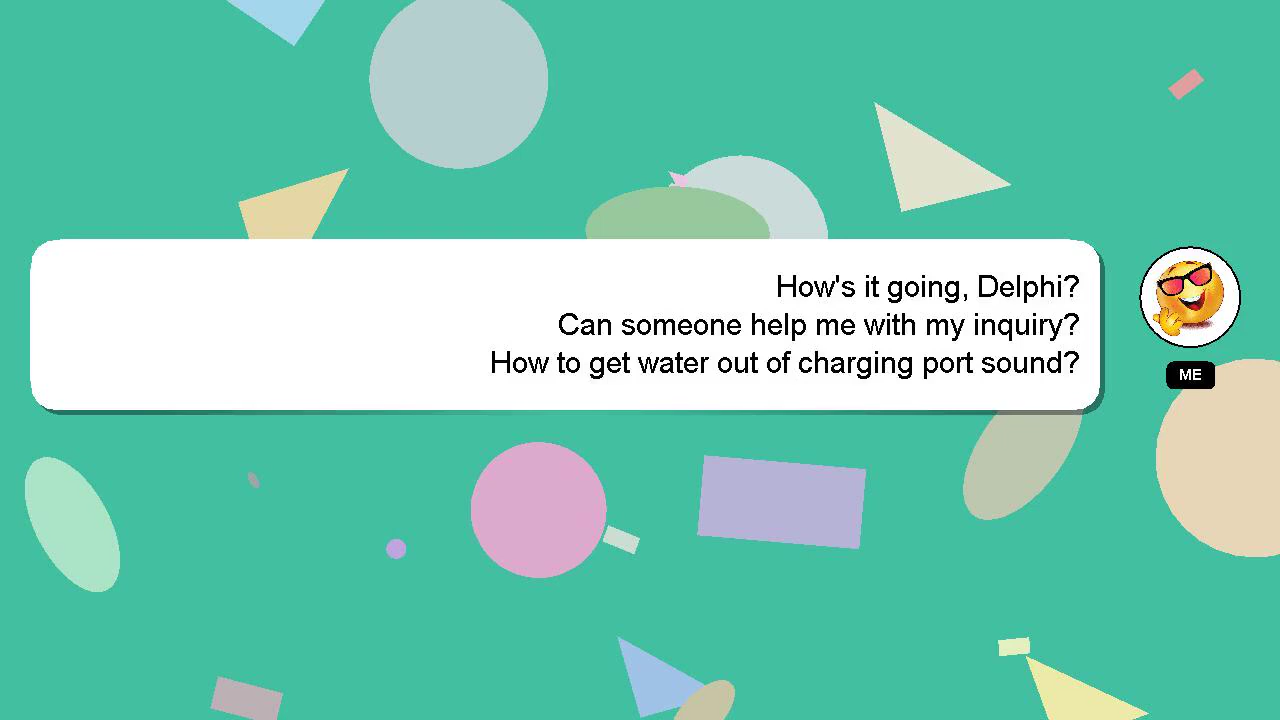 How's it going, Delphi?
Can someone help me with my inquiry?
How to get water out of charging port sound?
ME